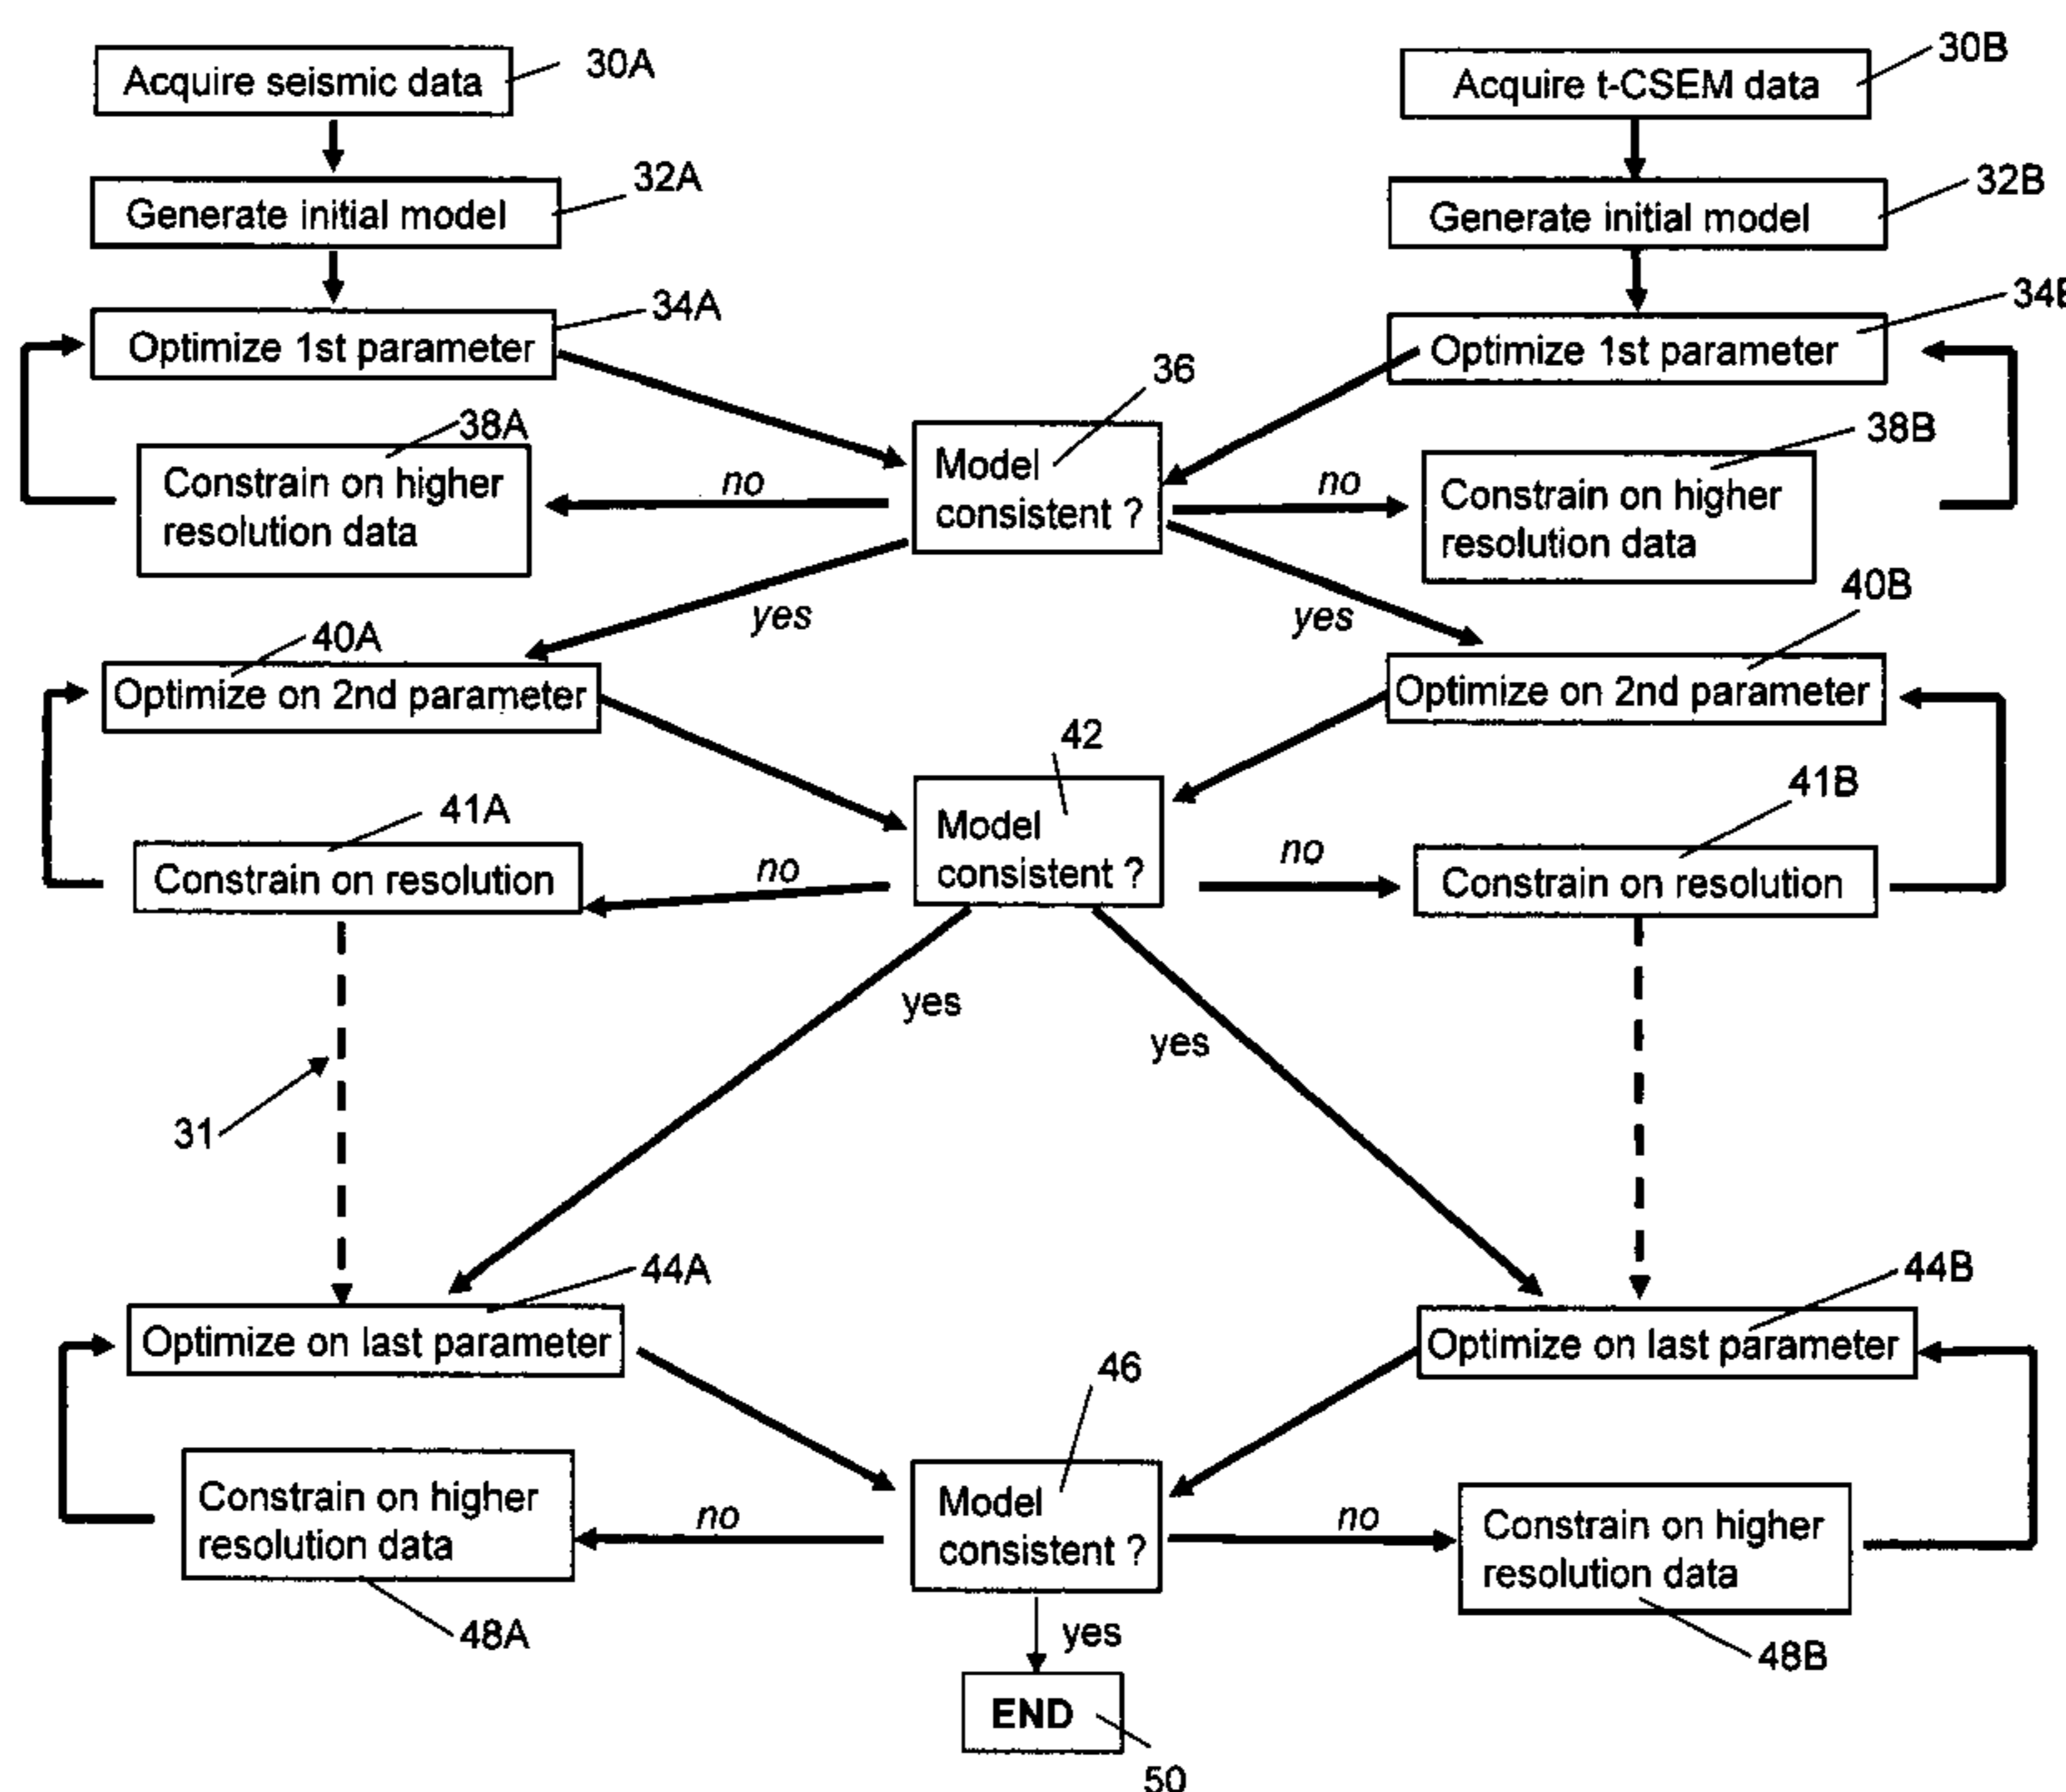 Acquire seismic data
30A
Acquire t-CSEM data
30B
Generate initial model
32A
Generate initial model
32B
Optimize 1st parameter
34A
Optimize 1st parameter
36
38A
38B
Model
consistent ?
Constrain on higher
resolution data
no
no
Constrain on higher
resolution data
yes
yes
40A
40B
Optimize on 2nd parameter
Optimize on 2nd parameter
42
41A
41B
Model
consistent ?
Constrain on resolution
no
no
Constrain on resolution
yes
yes
31
44A
44B
Optimize on last parameter
Optimize on last parameter
46
Model
consistent ?
Constrain on higher
resolution data
no
no
Constrain on higher
resolution data
48A
48B
yes
END
50